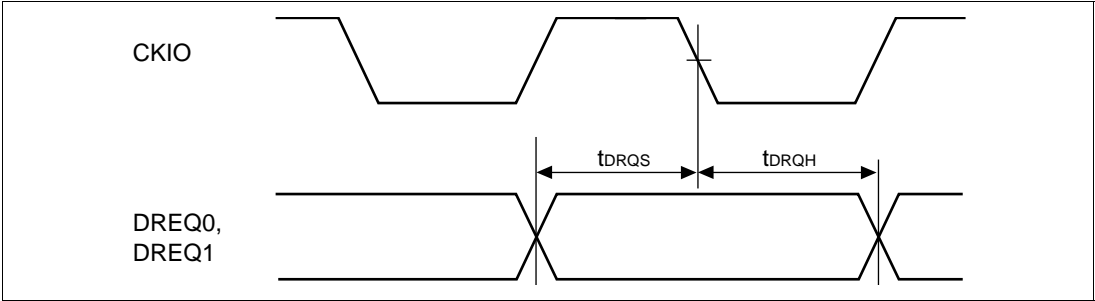 CKIO
tDRQS
tDRQH
DREQ0,
DREQ1